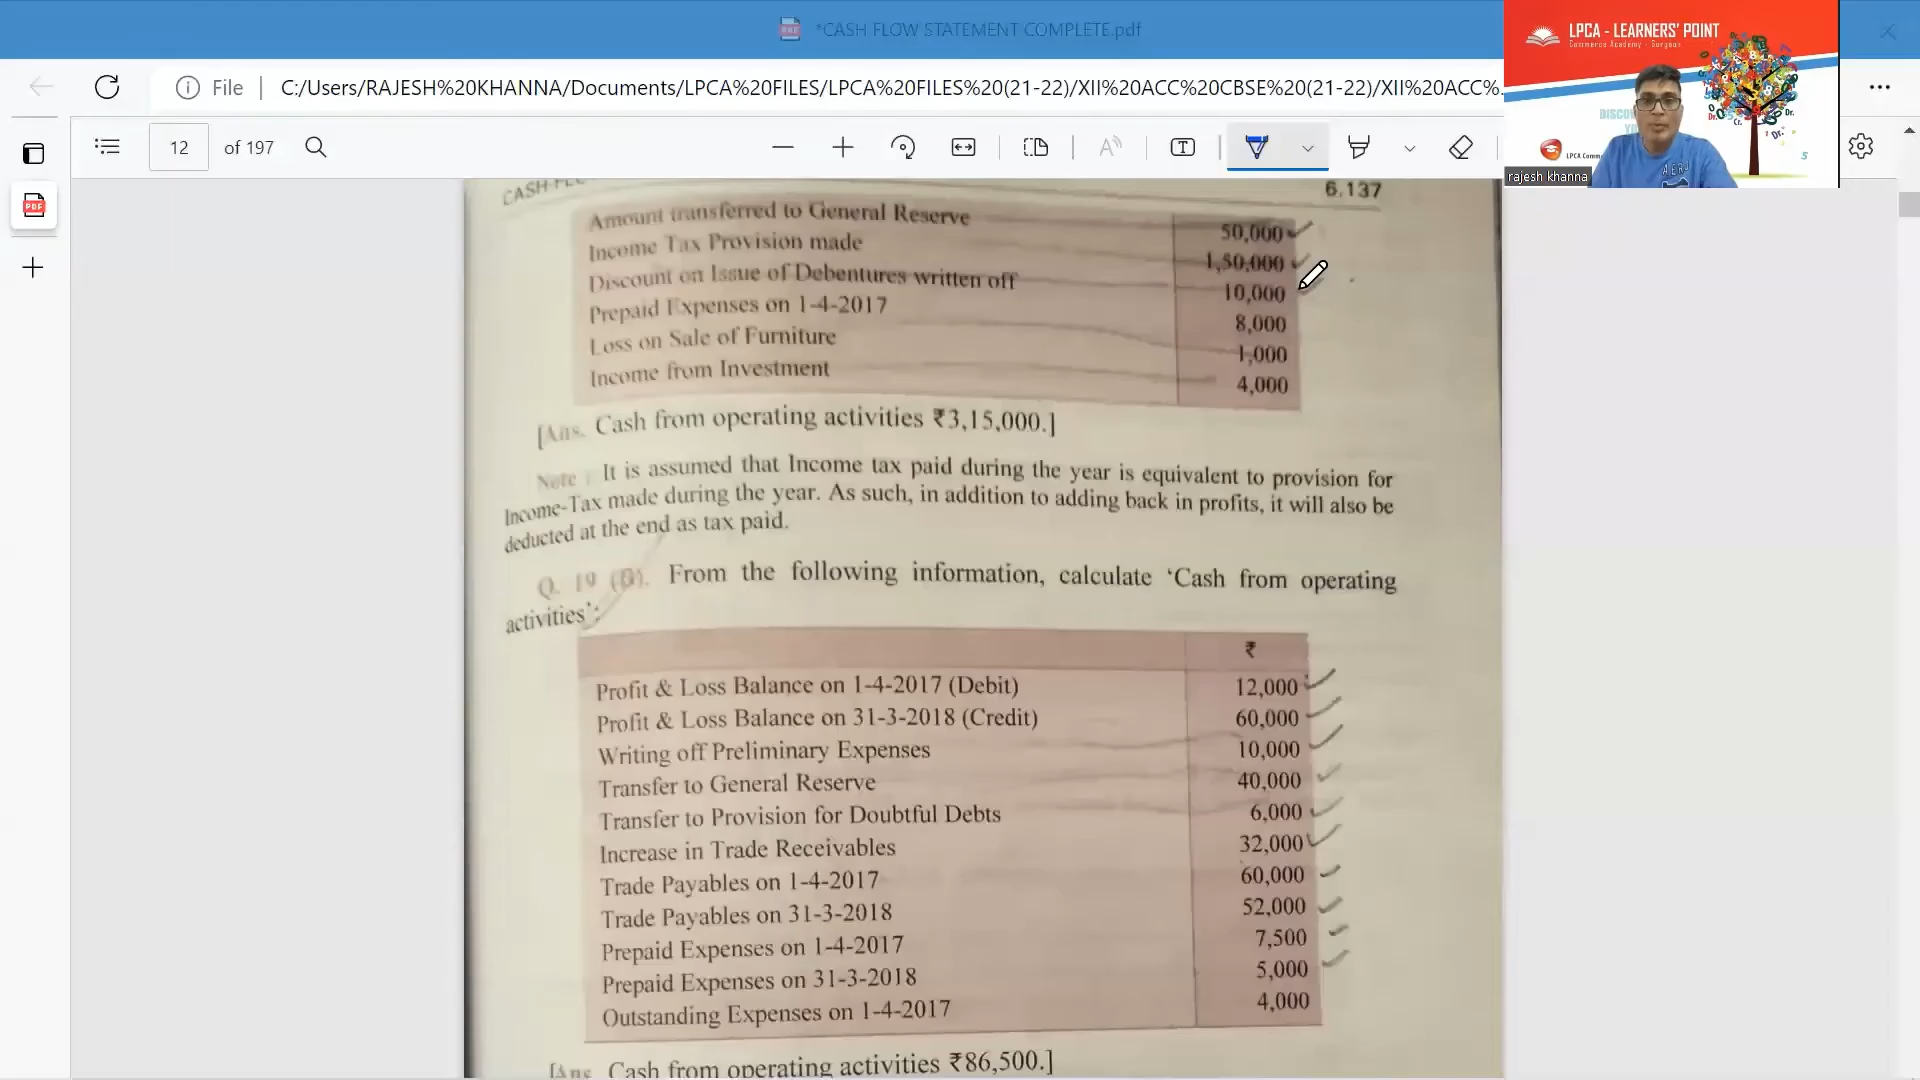 *CASH FLOW STATEMENT COMPLETE.pdf
File
C:/Users/RAJESH%20KHANNA/Documents/LPCA%20FILES/LPCA%20FILES%20(21-22)/XII%20ACC%20CBSE%20(21-22)/XII%20ACC%
12 of 197
LPCA - LEARNERS' POINT
Commerce Academy - Gurgaon
LPCA
rajesh khanna
AERO
CASH
6.137
Amount transferred to General Reserve 50,000
Income Tax Provision made 1,50,000
Discount on Issue of Debentures written off 10,000
Prepaid Expenses on 1-4-2017 8,000
Loss on Sale of Furniture 1,000
Income from Investment 4,000
[Ans. Cash from operating activities ₹3,15,000.]
Note : It is assumed that Income tax paid during the year is equivalent to provision for
Income-Tax made during the year. As such, in addition to adding back in profits, it will also be
deducted at the end as tax paid.
Q. 19 (B). From the following information, calculate ‘Cash from operating
activities’:
₹
Profit & Loss Balance on 1-4-2017 (Debit) 12,000
Profit & Loss Balance on 31-3-2018 (Credit) 60,000
Writing off Preliminary Expenses 10,000
Transfer to General Reserve 40,000
Transfer to Provision for Doubtful Debts 6,000
Increase in Trade Receivables 32,000
Trade Payables on 1-4-2017 60,000
Trade Payables on 31-3-2018 52,000
Prepaid Expenses on 1-4-2017 7,500
Prepaid Expenses on 31-3-2018 5,000
Outstanding Expenses on 1-4-2017 4,000
[Ans. Cash from operating activities ₹86,500.]